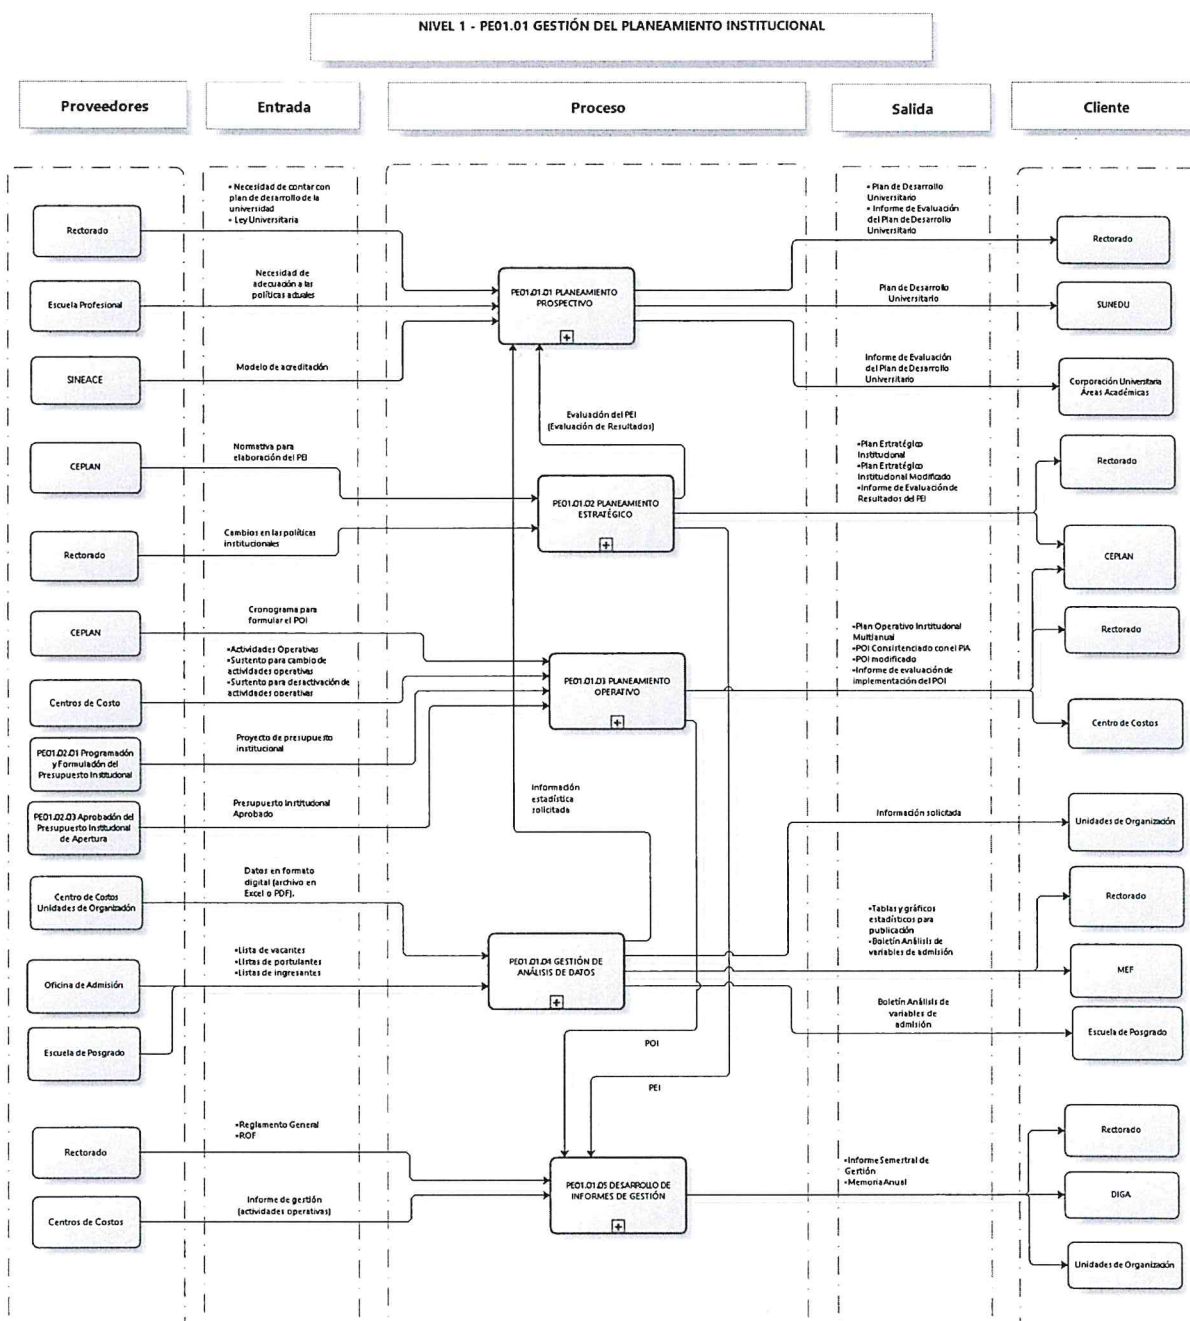 NIVEL 1 - PE01.01 GESTIÓN DEL PLANEAMIENTO INSTITUCIONAL
Proveedores
Entrada
Proceso
Salida
Cliente
Rectorado
• Necesidad de contar con
plan de desarrollo de la
universidad
• Ley Universitaria
Escuela Profesional
Necesidad de
adecuación a las
políticas actuales
SINEACE
Modelo de acreditación
PE01.01.01 PLANEAMIENTO
PROSPECTIVO
• Plan de Desarrollo
Universitario
• Informe de Evaluación
del Plan de Desarrollo
Universitario
Rectorado
Plan de Desarrollo
Universitario
SUNEDU
Informe de Evaluación
del Plan de Desarrollo
Universitario
Corporación Universitaria
Áreas Académicas
Evaluación del PEI
(Evaluación de Resultados)
CEPLAN
Normativa para
elaboración del PEI
Rectorado
Cambios en las políticas
institucionales
PE01.01.02 PLANEAMIENTO
ESTRATÉGICO
•Plan Estratégico
Institucional
•Plan Estratégico
Institucional Modificado
•Informe de Evaluación de
Resultados del PEI
Rectorado
CEPLAN
CEPLAN
Cronograma para
formular el POI
Centros de Costo
•Actividades Operativas
•Sustento para cambio de
actividades operativas
•Sustento para desactivación de
actividades operativas
PE01.02.01 Programación
y Formulación del
Presupuesto Institucional
Proyecto de presupuesto
institucional
PE01.02.03 Aprobación del
Presupuesto Institucional
de Apertura
Presupuesto Institucional
Aprobado
PE01.01.03 PLANEAMIENTO
OPERATIVO
•Plan Operativo Institucional
Multianual
•POI Consistenciado con el PIA
•POI modificado
•Informe de evaluación de
implementación del POI
Rectorado
Centro de Costos
Información
estadística
solicitada
Centro de Costos
Unidades de Organización
Datos en formato
digital (archivo en
Excel o PDF).
Oficina de Admisión
•Lista de vacantes
•Listas de postulantes
•Listas de ingresantes
Escuela de Posgrado
PE01.01.04 GESTIÓN DE
ANÁLISIS DE DATOS
Información solicitada
Unidades de Organización
•Tablas y gráficos
estadísticos para
publicación
•Boletín Análisis de
variables de admisión
Rectorado
MEF
Boletín Análisis de
variables de
admisión
Escuela de Posgrado
POI
PEI
Rectorado
•Reglamento General
•ROF
Centros de Costos
Informe de gestión
(actividades operativas)
PE01.01.05 DESARROLLO DE
INFORMES DE GESTIÓN
•Informe Semestral de
Gestión
•Memoria Anual
Rectorado
DIGA
Unidades de Organización